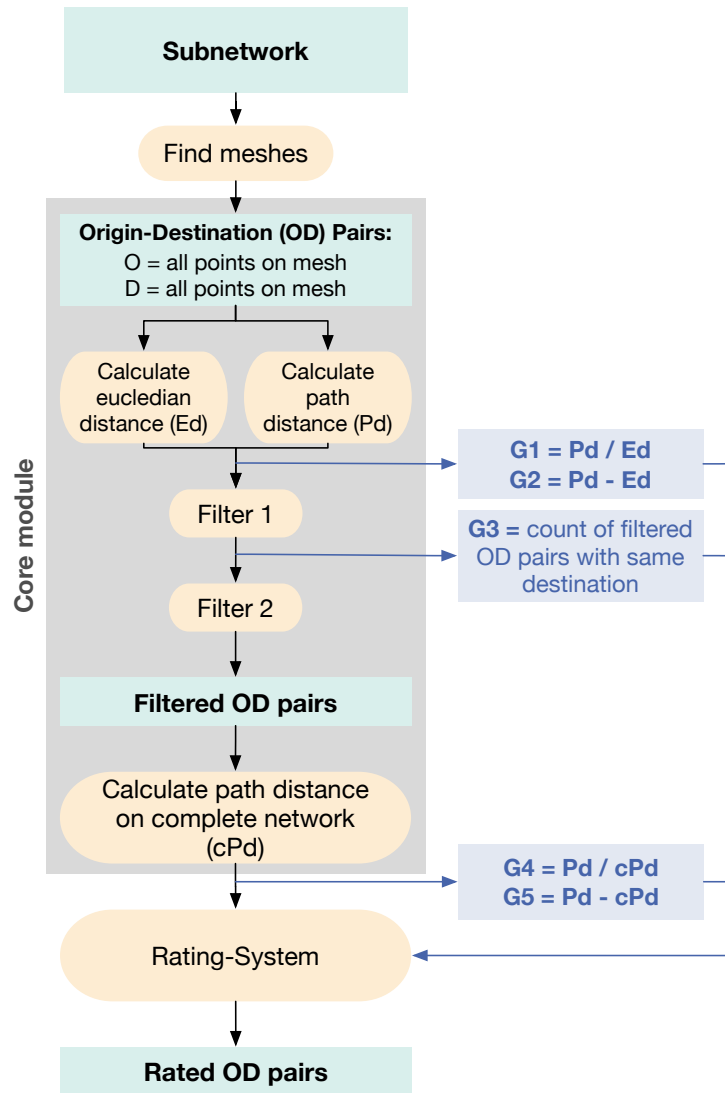 Subnetwork
Find meshes
Core module
Origin-Destination (OD) Pairs:
O = all points on mesh
D = all points on mesh
Calculate
eucledian
distance (Ed)
Calculate
path
distance (Pd)
G1 = Pd / Ed
G2 = Pd - Ed
Filter 1
G3 = count of filtered
OD pairs with same
destination
Filter 2
Filtered OD pairs
Calculate path distance
on complete network
(cPd)
G4 = Pd / cPd
G5 = Pd - cPd
Rating-System
Rated OD pairs